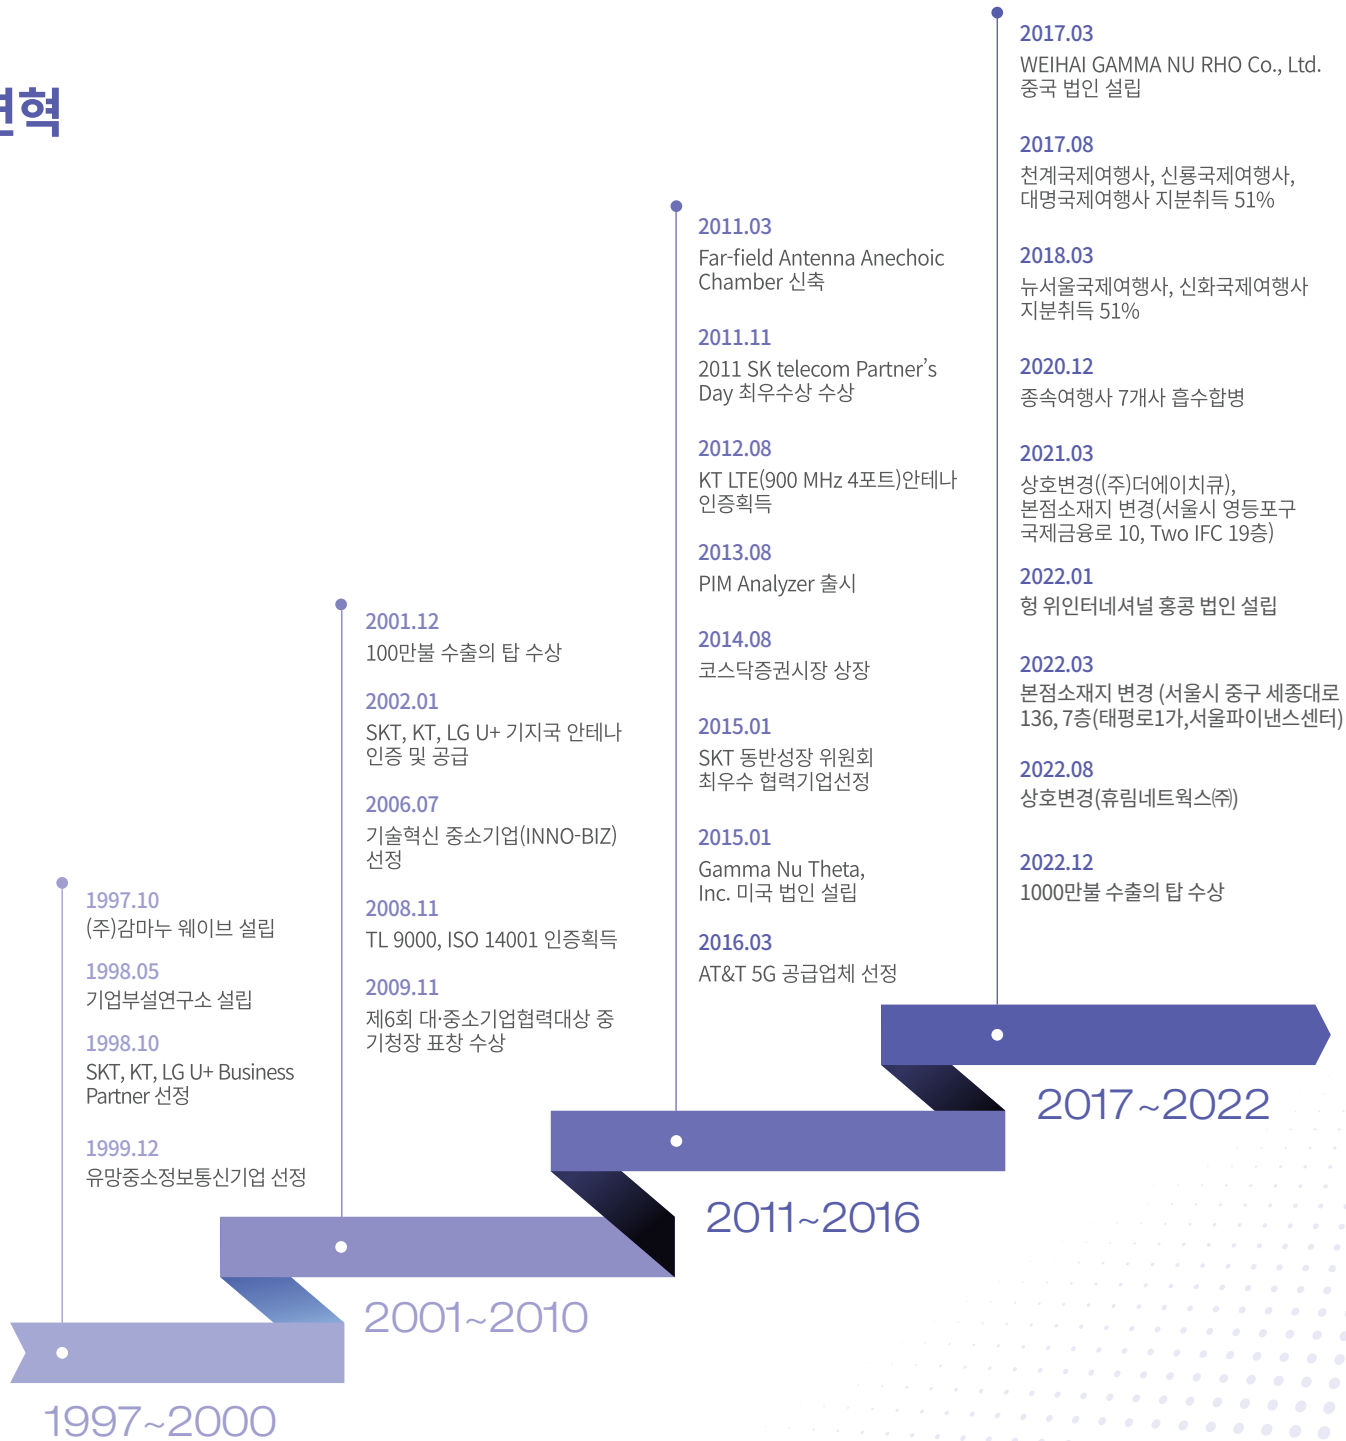 혁
1997.10
(주)감마누 웨이브 설립
1998.05
기업부설연구소 설립
1998.10
SKT, KT, LG U+ Business
Partner 선정
1999.12
유망중소정보통신기업 선정
1997~2000
2001.12
100만불 수출의 탑 수상
2002.01
SKT, KT, LG U+ 기지국 안테나
인증 및 공급
2006.07
기술혁신 중소기업(INNO-BIZ)
선정
2008.11
TL 9000, ISO 14001 인증획득
2009.11
제6회 대·중소기업협력대상 중
기청장 표창 수상
2001~2010
2011.03
Far-field Antenna Anechoic
Chamber 신축
2011.11
2011 SK telecom Partner’s
Day 최우수상 수상
2012.08
KT LTE(900 MHz 4포트)안테나
인증획득
2013.08
PIM Analyzer 출시
2014.08
코스닥증권시장 상장
2015.01
SKT 동반성장 위원회
최우수 협력기업선정
2015.01
Gamma Nu Theta,
Inc. 미국 법인 설립
2016.03
AT&T 5G 공급업체 선정
2011~2016
2017.03
WEIHAI GAMMA NU RHO Co., Ltd.
중국 법인 설립
2017.08
천계국제여행사, 신룡국제여행사,
대명국제여행사 지분취득 51%
2018.03
뉴서울국제여행사, 신화국제여행사
지분취득 51%
2020.12
종속여행사 7개사 흡수합병
2021.03
상호변경((주)더에이치큐),
본점소재지 변경(서울시 영등포구
국제금융로 10, Two IFC 19층)
2022.01
헝 위인터네셔널 홍콩 법인 설립
2022.03
본점소재지 변경 (서울시 중구 세종대로
136, 7층(태평로1가,서울파이낸스센터)
2022.08
상호변경(휴림네트웍스㈜)
2022.12
1000만불 수출의 탑 수상
2017~2022